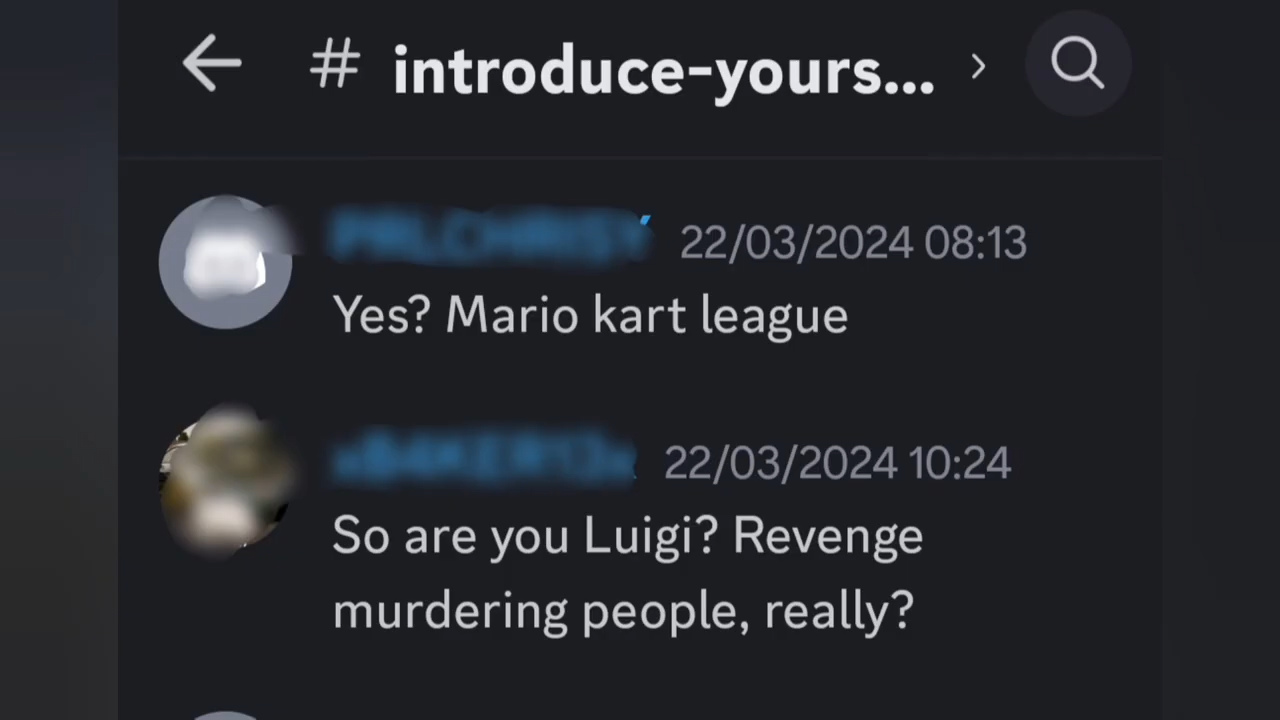 # introduce-yours...
22/03/2024 08:13
Yes? Mario kart league
22/03/2024 10:24
So are you Luigi? Revenge
murdering people, really?